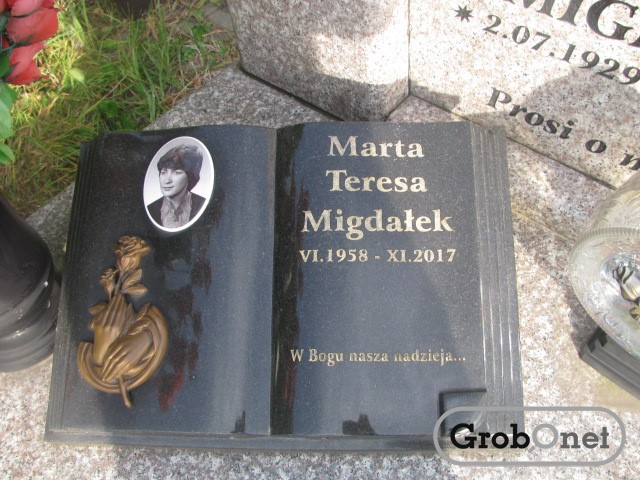 2.07.1929
Prosi o
Marta
Teresa
Migdałek
VI.1958 - XI.2017
W Bogu nasza nadzieja...
GrobOnet